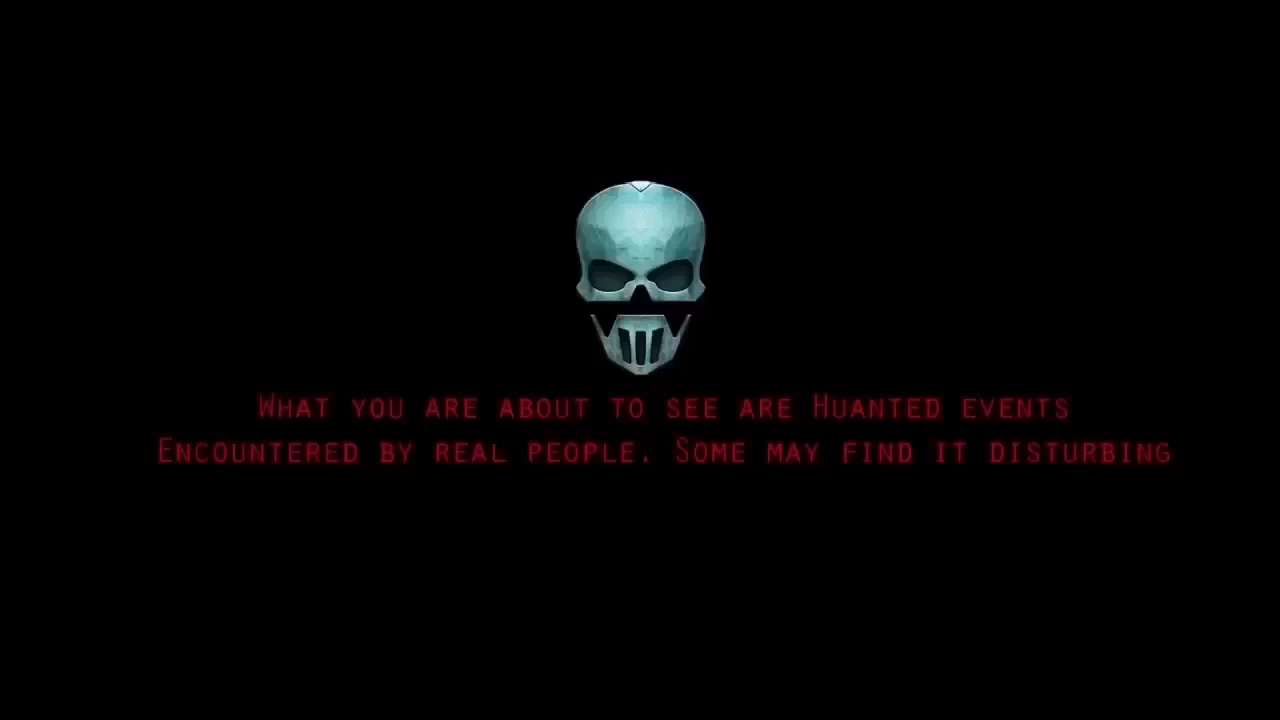 What you are about to see are Huanted events
Encountered by real people. Some may find it disturbing